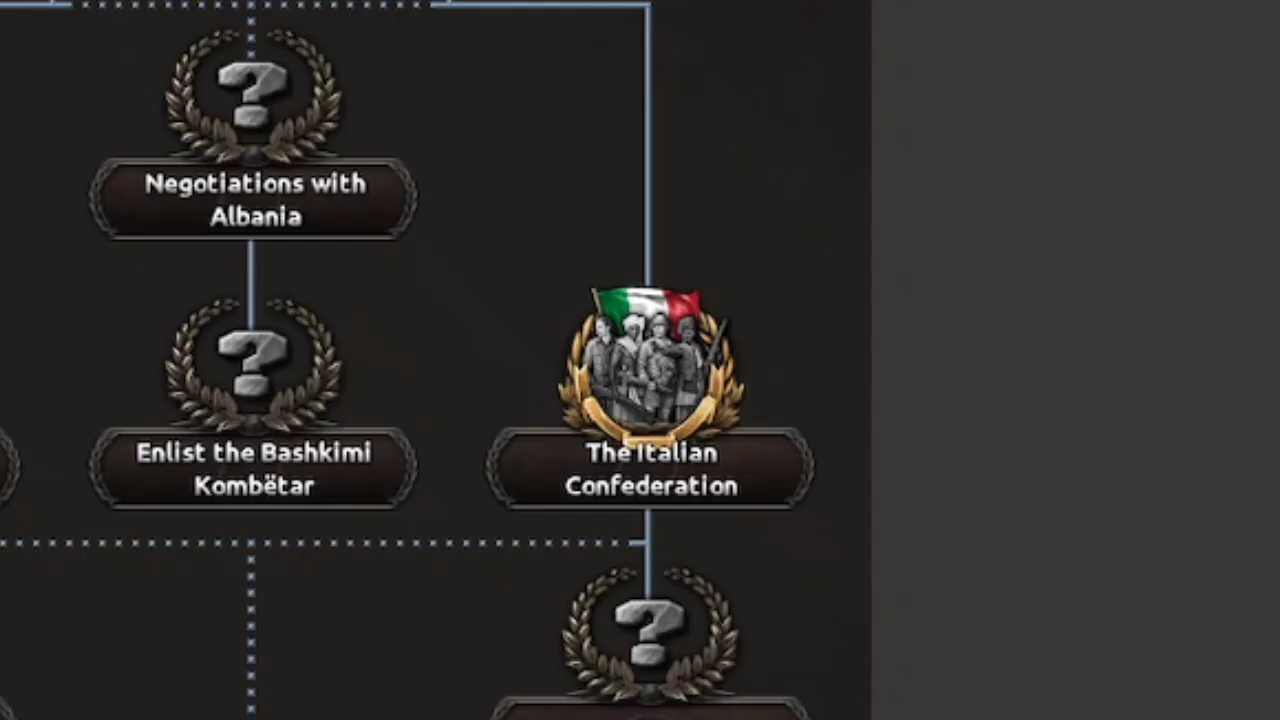 Negotiations with
Albania
Enlist the Bashkimi
Kombëtar
The Italian
Confederation